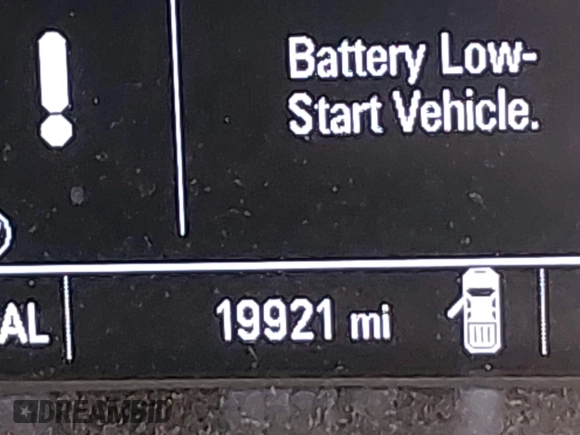 Battery Low-
Start Vehicle.
AL
19921 mi
DREAMBID